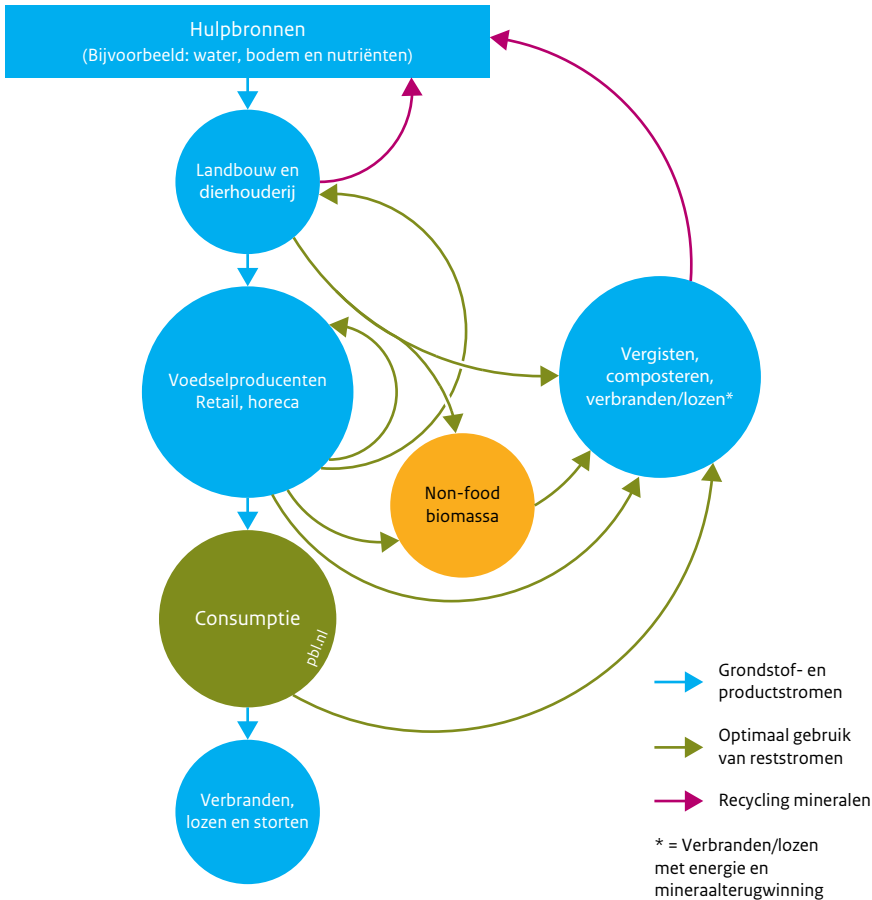 Hulpbronnen
(Bijvoorbeeld: water, bodem en nutriënten)
Landbouw en
dierhouderij
Voedselproducenten
Retail, horeca
Vergisten,
composteren,
verbranden/lozen*
Non-food
biomassa
Consumptie
pbl.nl
Verbranden,
lozen en storten
Grondstof- en
productstromen
Optimaal gebruik
van reststromen
Recycling mineralen
* = Verbranden/lozen
met energie en
mineraalterugwinning